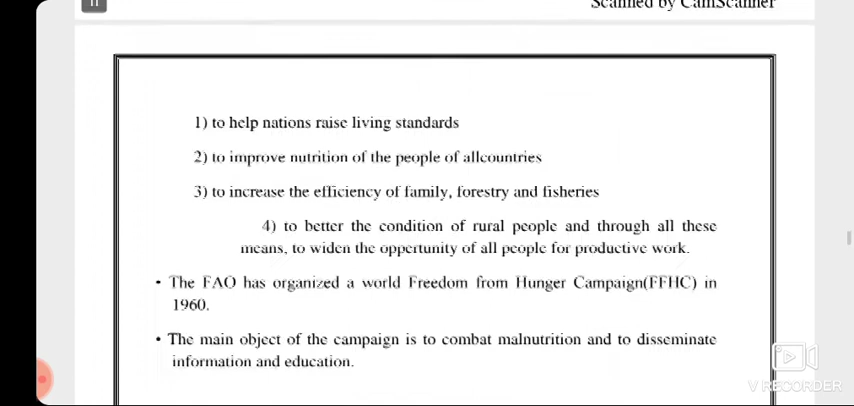 11
Scanned by CamScanner
1) to help nations raise living standards
2) to improve nutrition of the people of allcountries
3) to increase the efficiency of family, forestry and fisheries
4) to better the condition of rural people and through all these
means, to widen the oppertunity of all people for productive work.
• The FAO has organized a world Freedom from Hunger Campaign(FFHC) in
1960.
• The main object of the campaign is to combat malnutrition and to disseminate
information and education.
V RECORDER